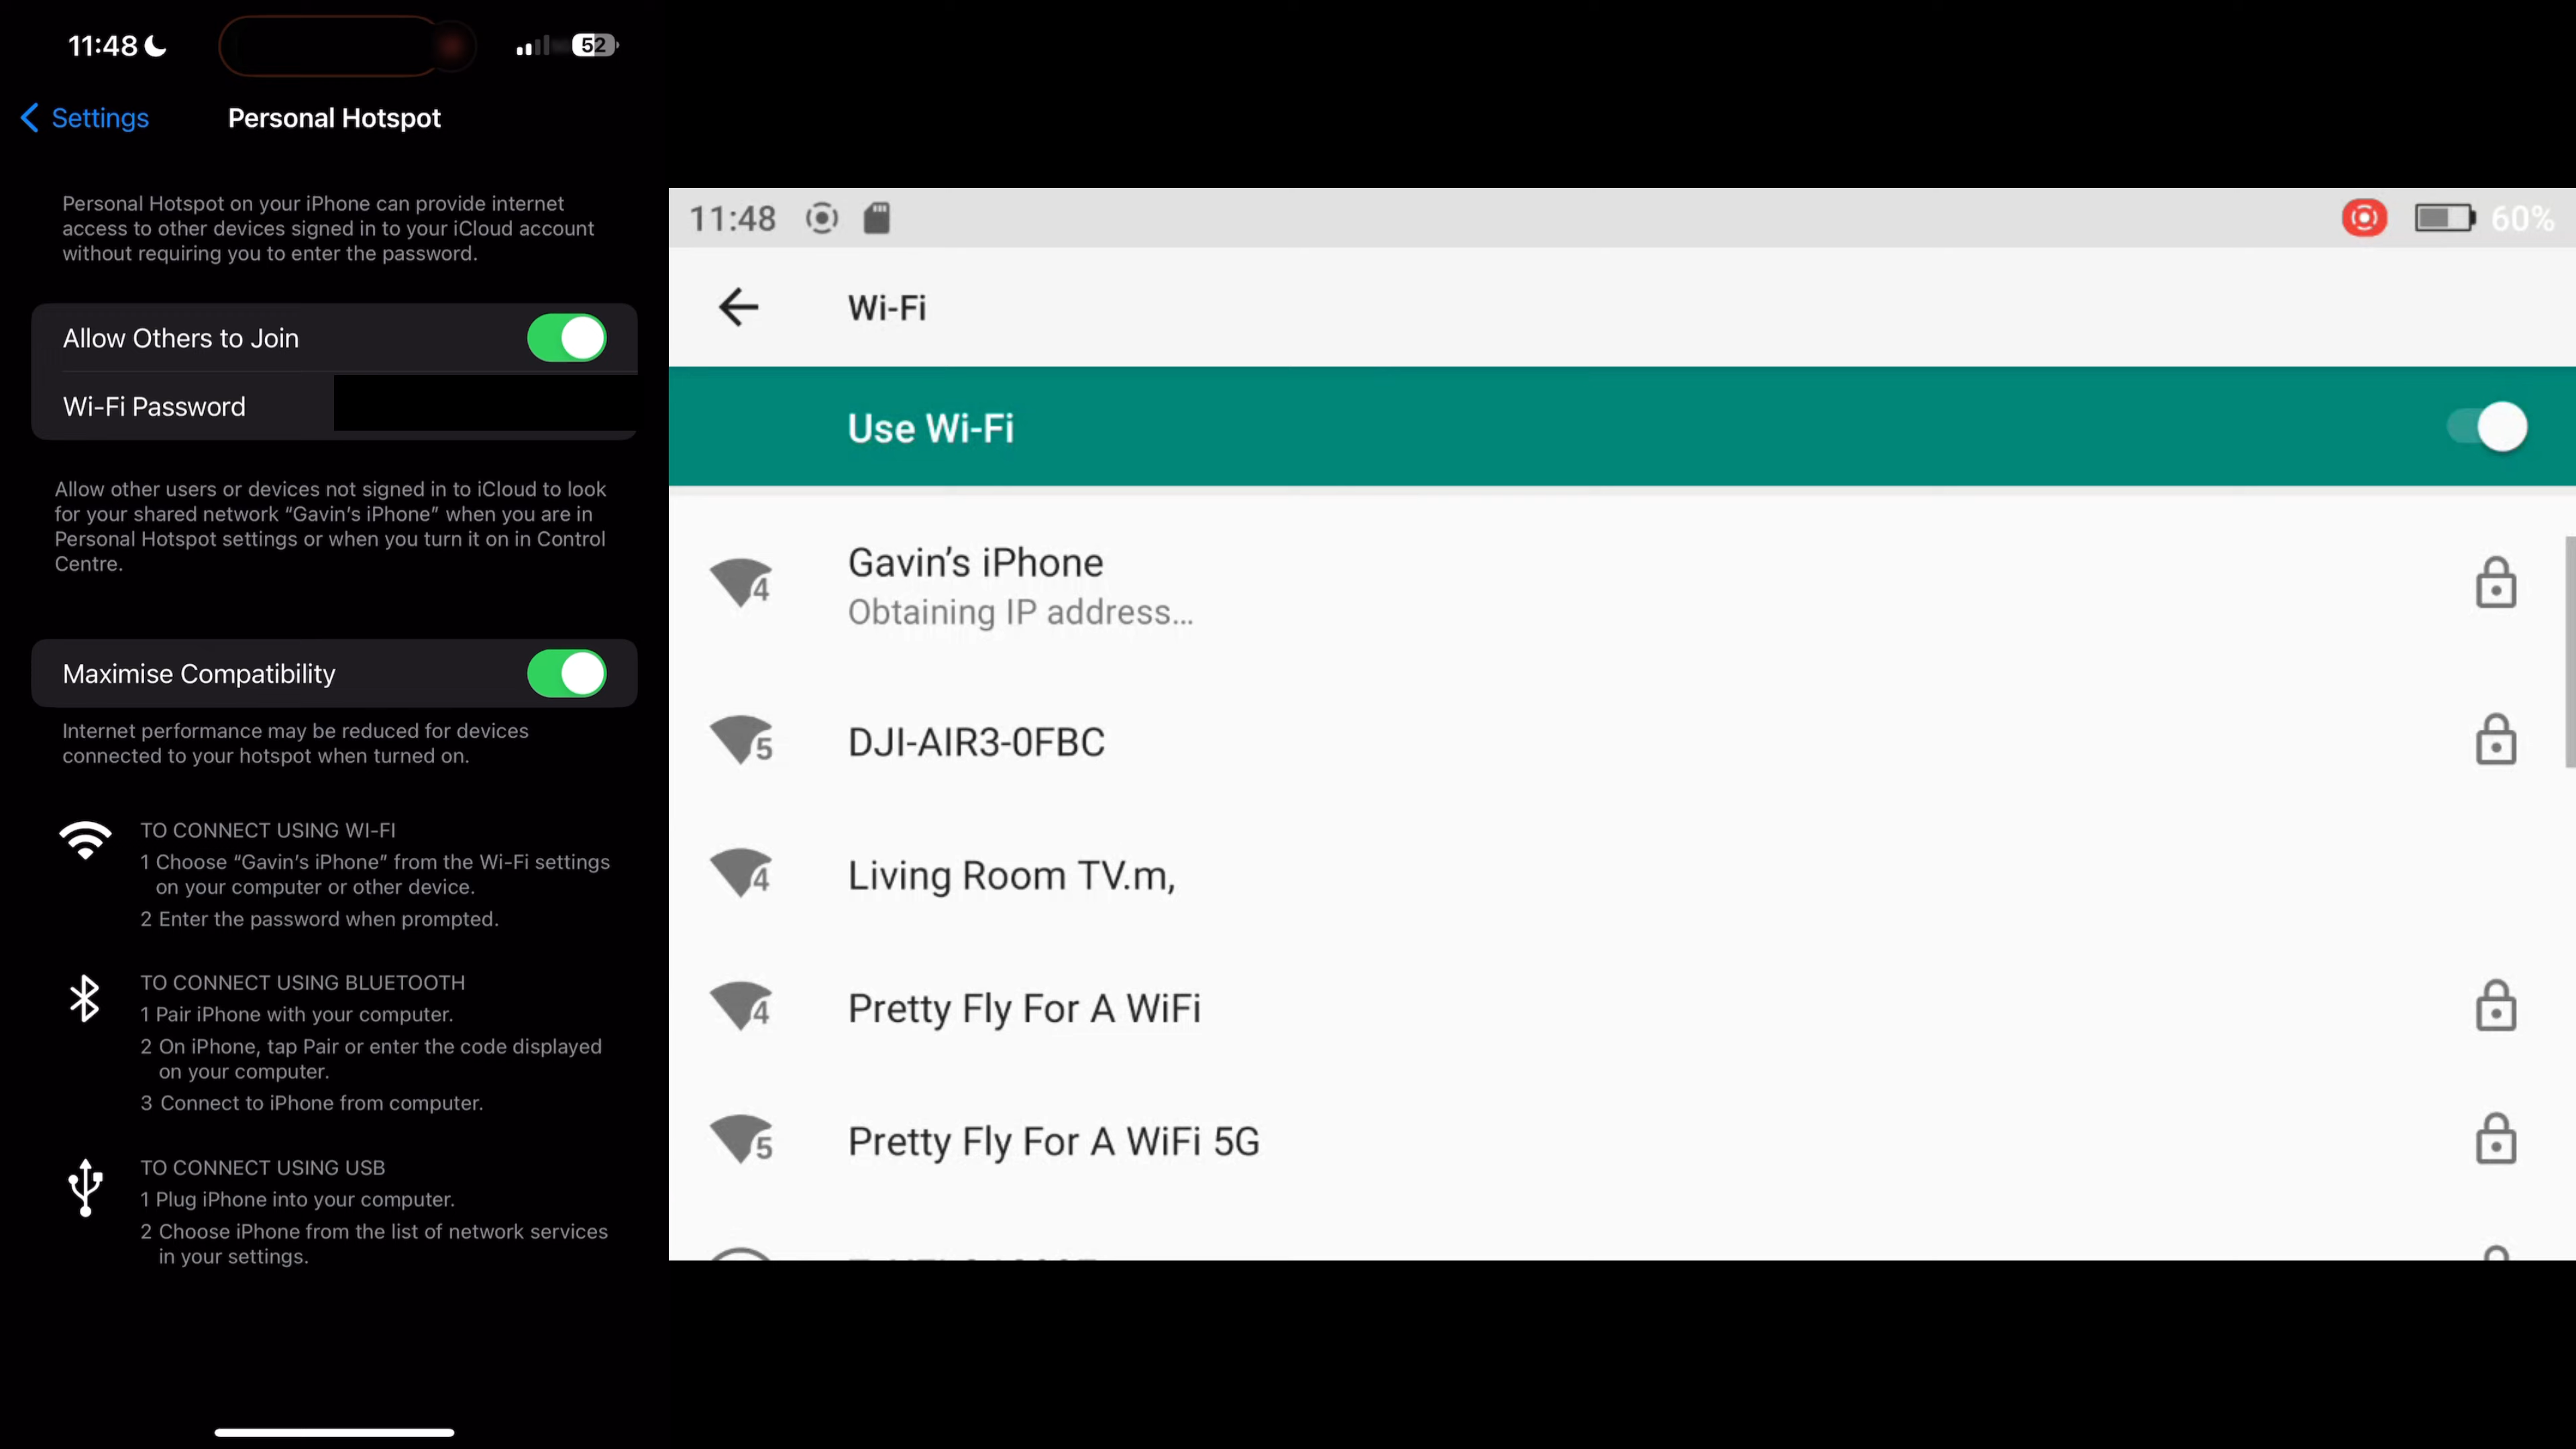 11:48
52
Settings
Personal Hotspot
Personal Hotspot on your iPhone can provide internet
access to other devices signed in to your iCloud account
without requiring you to enter the password.
Allow Others to Join
Wi-Fi Password
Allow other users or devices not signed in to iCloud to look
for your shared network “Gavin’s iPhone” when you are in
Personal Hotspot settings or when you turn it on in Control
Centre.
Maximise Compatibility
Internet performance may be reduced for devices
connected to your hotspot when turned on.
TO CONNECT USING WI-FI
1 Choose “Gavin’s iPhone” from the Wi-Fi settings
on your computer or other device.
2 Enter the password when prompted.
TO CONNECT USING BLUETOOTH
1 Pair iPhone with your computer.
2 On iPhone, tap Pair or enter the code displayed
on your computer.
3 Connect to iPhone from computer.
TO CONNECT USING USB
1 Plug iPhone into your computer.
2 Choose iPhone from the list of network services
in your settings.
11:48
60%
Wi-Fi
Use Wi-Fi
4
Gavin’s iPhone
Obtaining IP address…
5
DJI-AIR3-0FBC
4
Living Room TV.m,
4
Pretty Fly For A WiFi
5
Pretty Fly For A WiFi 5G